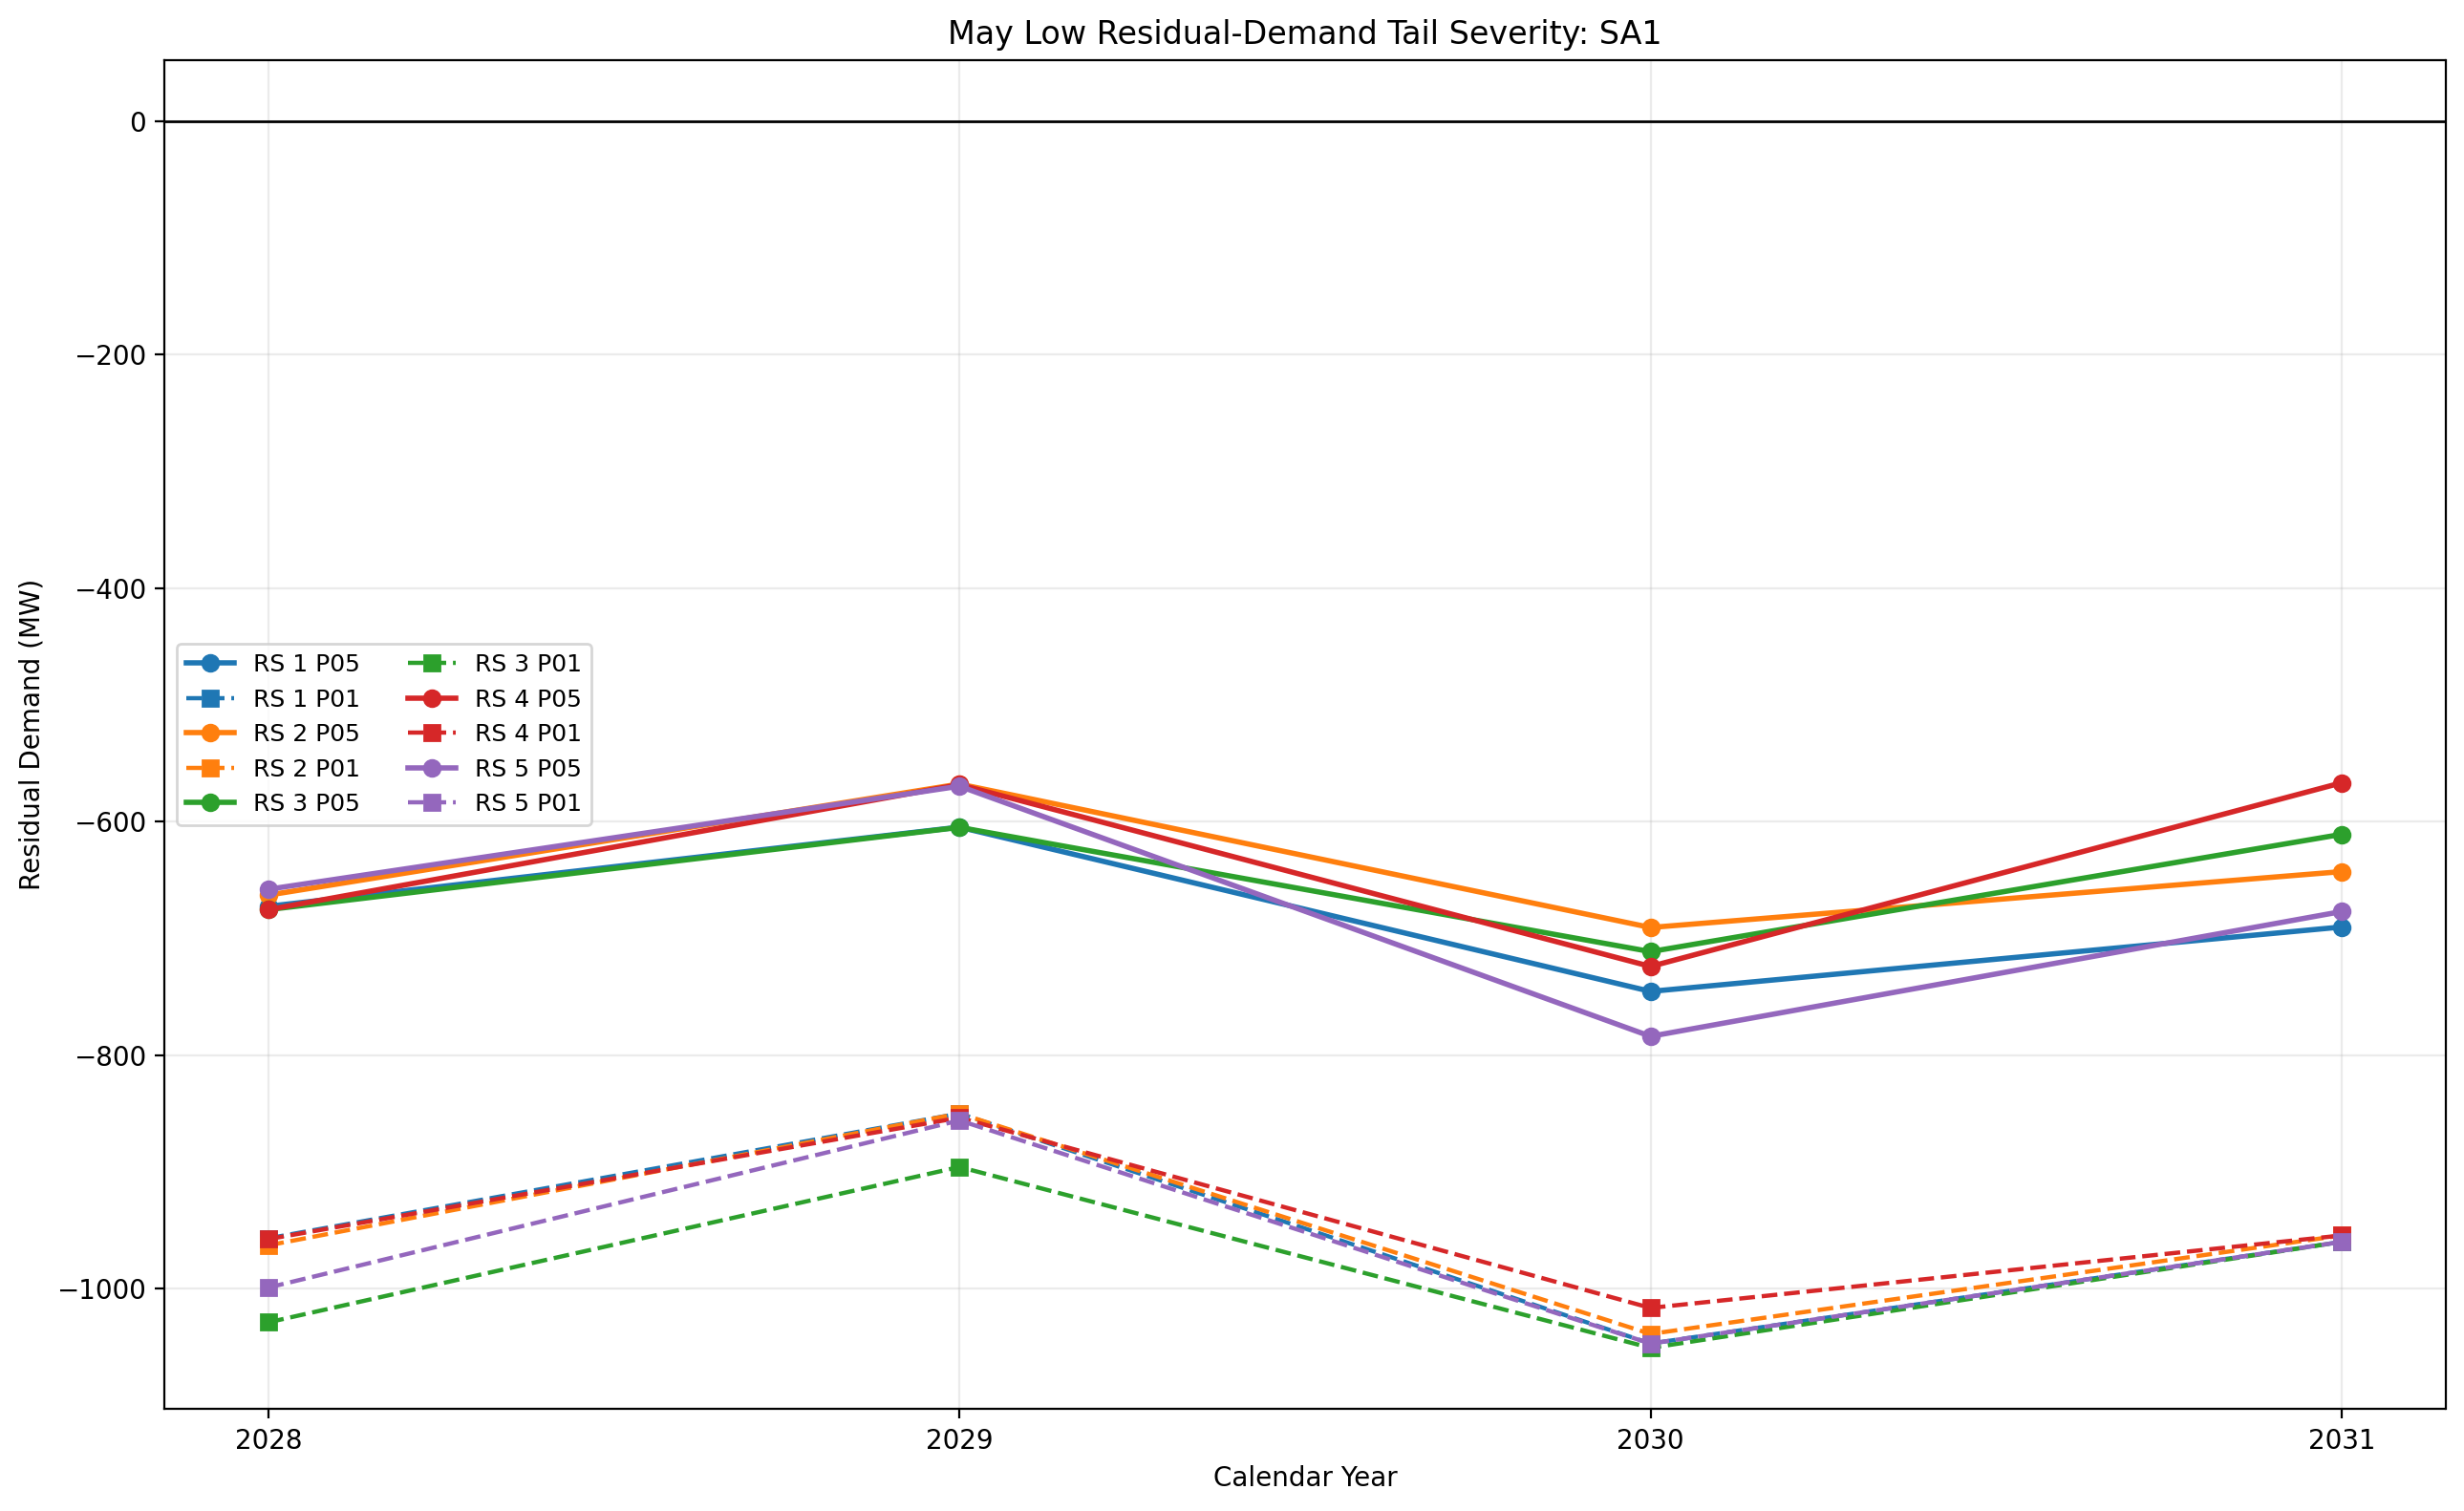 May Low Residual-Demand Tail Severity: SA1
Residual Demand (MW)
0
−200
−400
−600
−800
−1000
RS 1 P05
RS 1 P01
RS 2 P05
RS 2 P01
RS 3 P05
RS 3 P01
RS 4 P05
RS 4 P01
RS 5 P05
RS 5 P01
2028
2029
2030
2031
Calendar Year